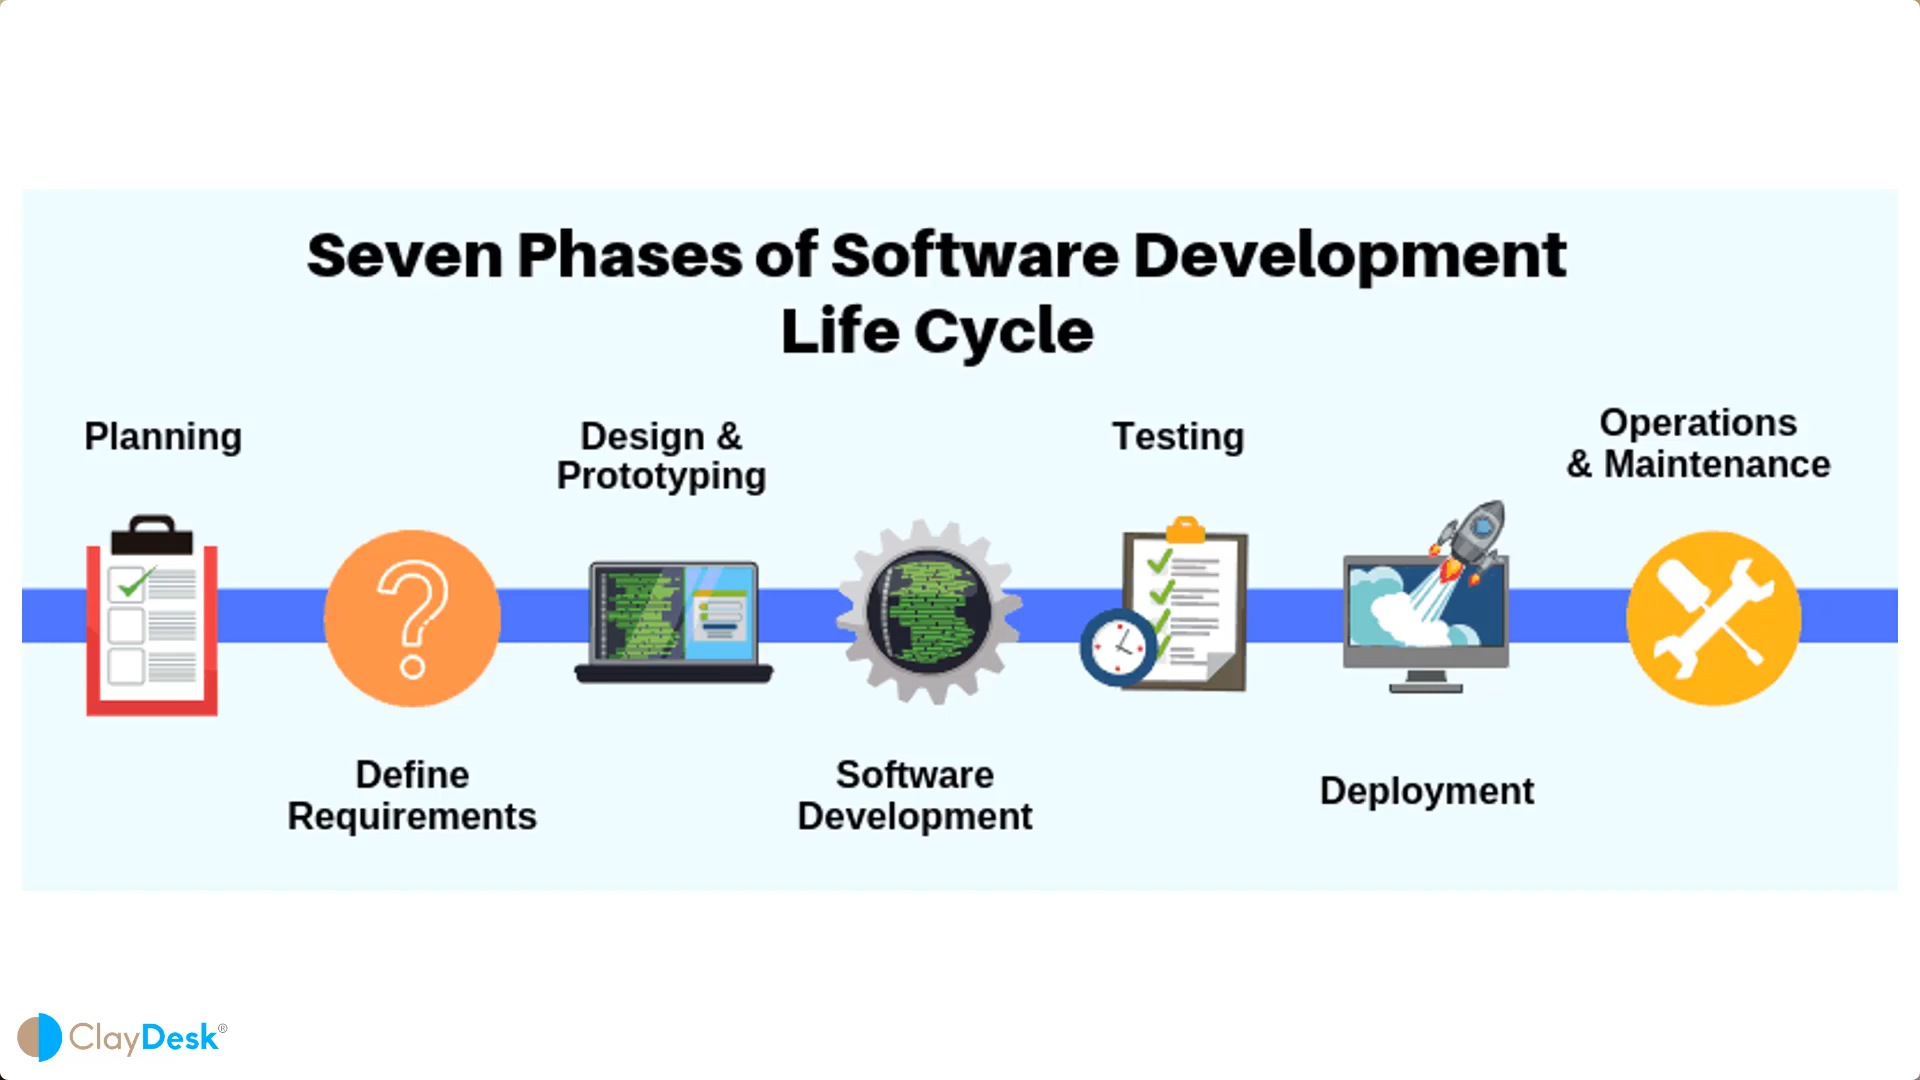 Seven Phases of Software Development
Life Cycle
Planning
Define
Requirements
Design &
Prototyping
Software
Development
Testing
Deployment
Operations
& Maintenance
ClayDesk®